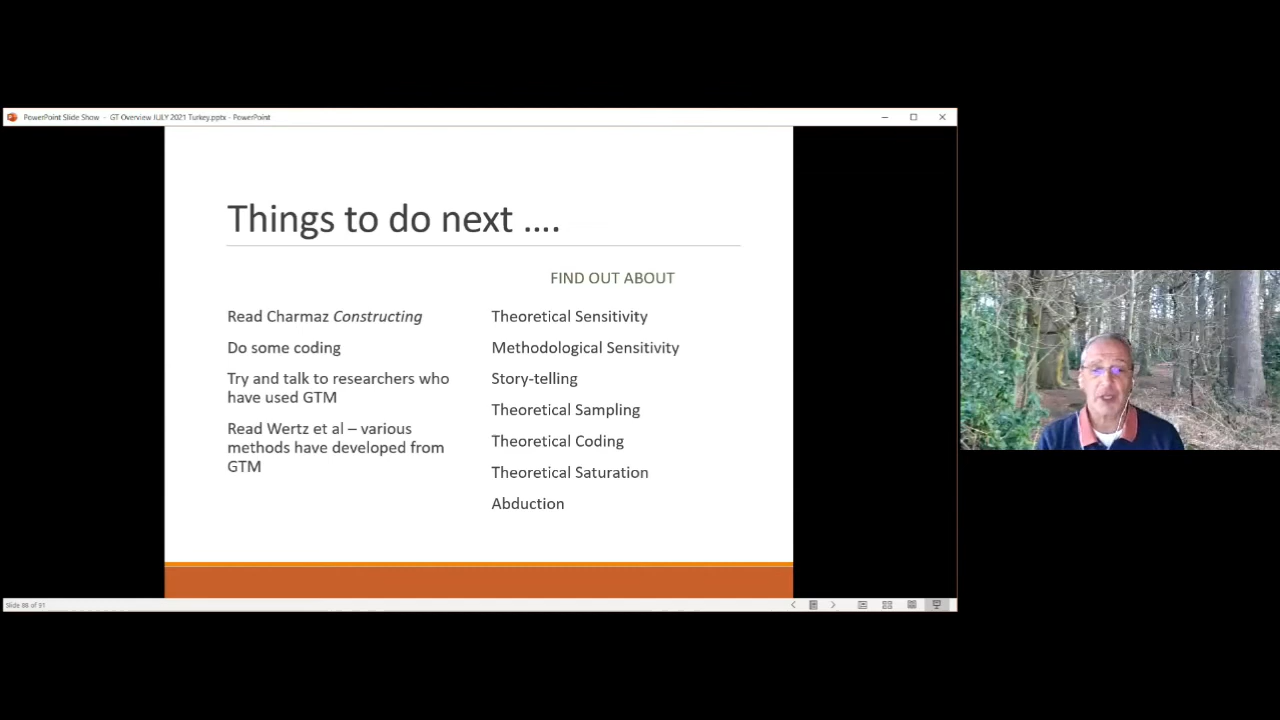 PowerPoint Slide Show - GT Overview JULY 2021 Turkey.pptx - PowerPoint
Things to do next ....
Read Charmaz Constructing
Do some coding
Try and talk to researchers who
have used GTM
Read Wertz et al – various
methods have developed from
GTM
FIND OUT ABOUT
Theoretical Sensitivity
Methodological Sensitivity
Story-telling
Theoretical Sampling
Theoretical Coding
Theoretical Saturation
Abduction